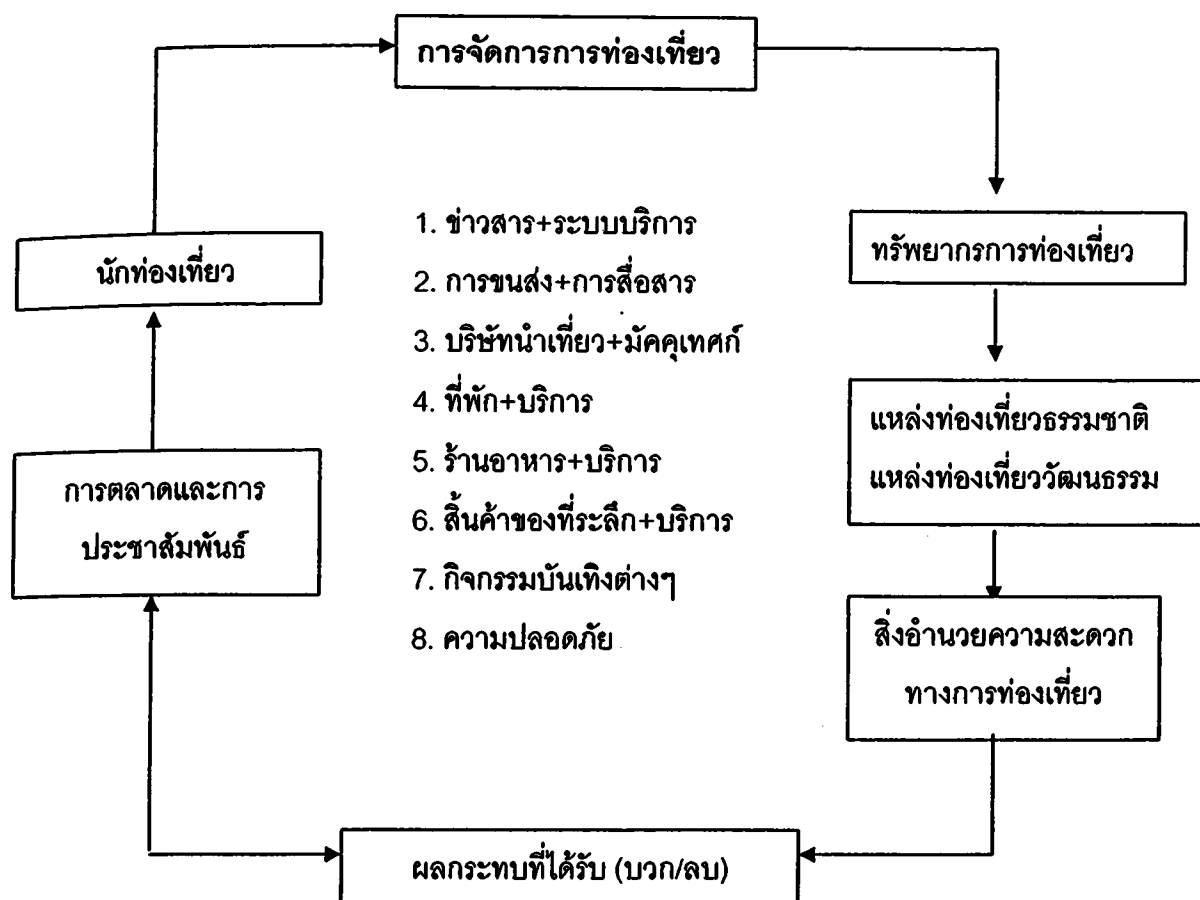 การจัดการการท่องเที่ยว
นักท่องเที่ยว
การตลาดและการ
ประชาสัมพันธ์
1. ข่าวสาร+ระบบบริการ
2. การขนส่ง+การสื่อสาร
3. บริษัทนำเที่ยว+มัคคุเทศก์
4. ที่พัก+บริการ
5. ร้านอาหาร+บริการ
6. สิ้นค้าของที่ระลึก+บริการ
7. กิจกรรมบันเทิงต่างๆ
8. ความปลอดภัย
ทรัพยากรการท่องเที่ยว
แหล่งท่องเที่ยวธรรมชาติ
แหล่งท่องเที่ยววัฒนธรรม
สิ่งอำนวยความสะดวก
ทางการท่องเที่ยว
ผลกระทบที่ได้รับ (บวก/ลบ)